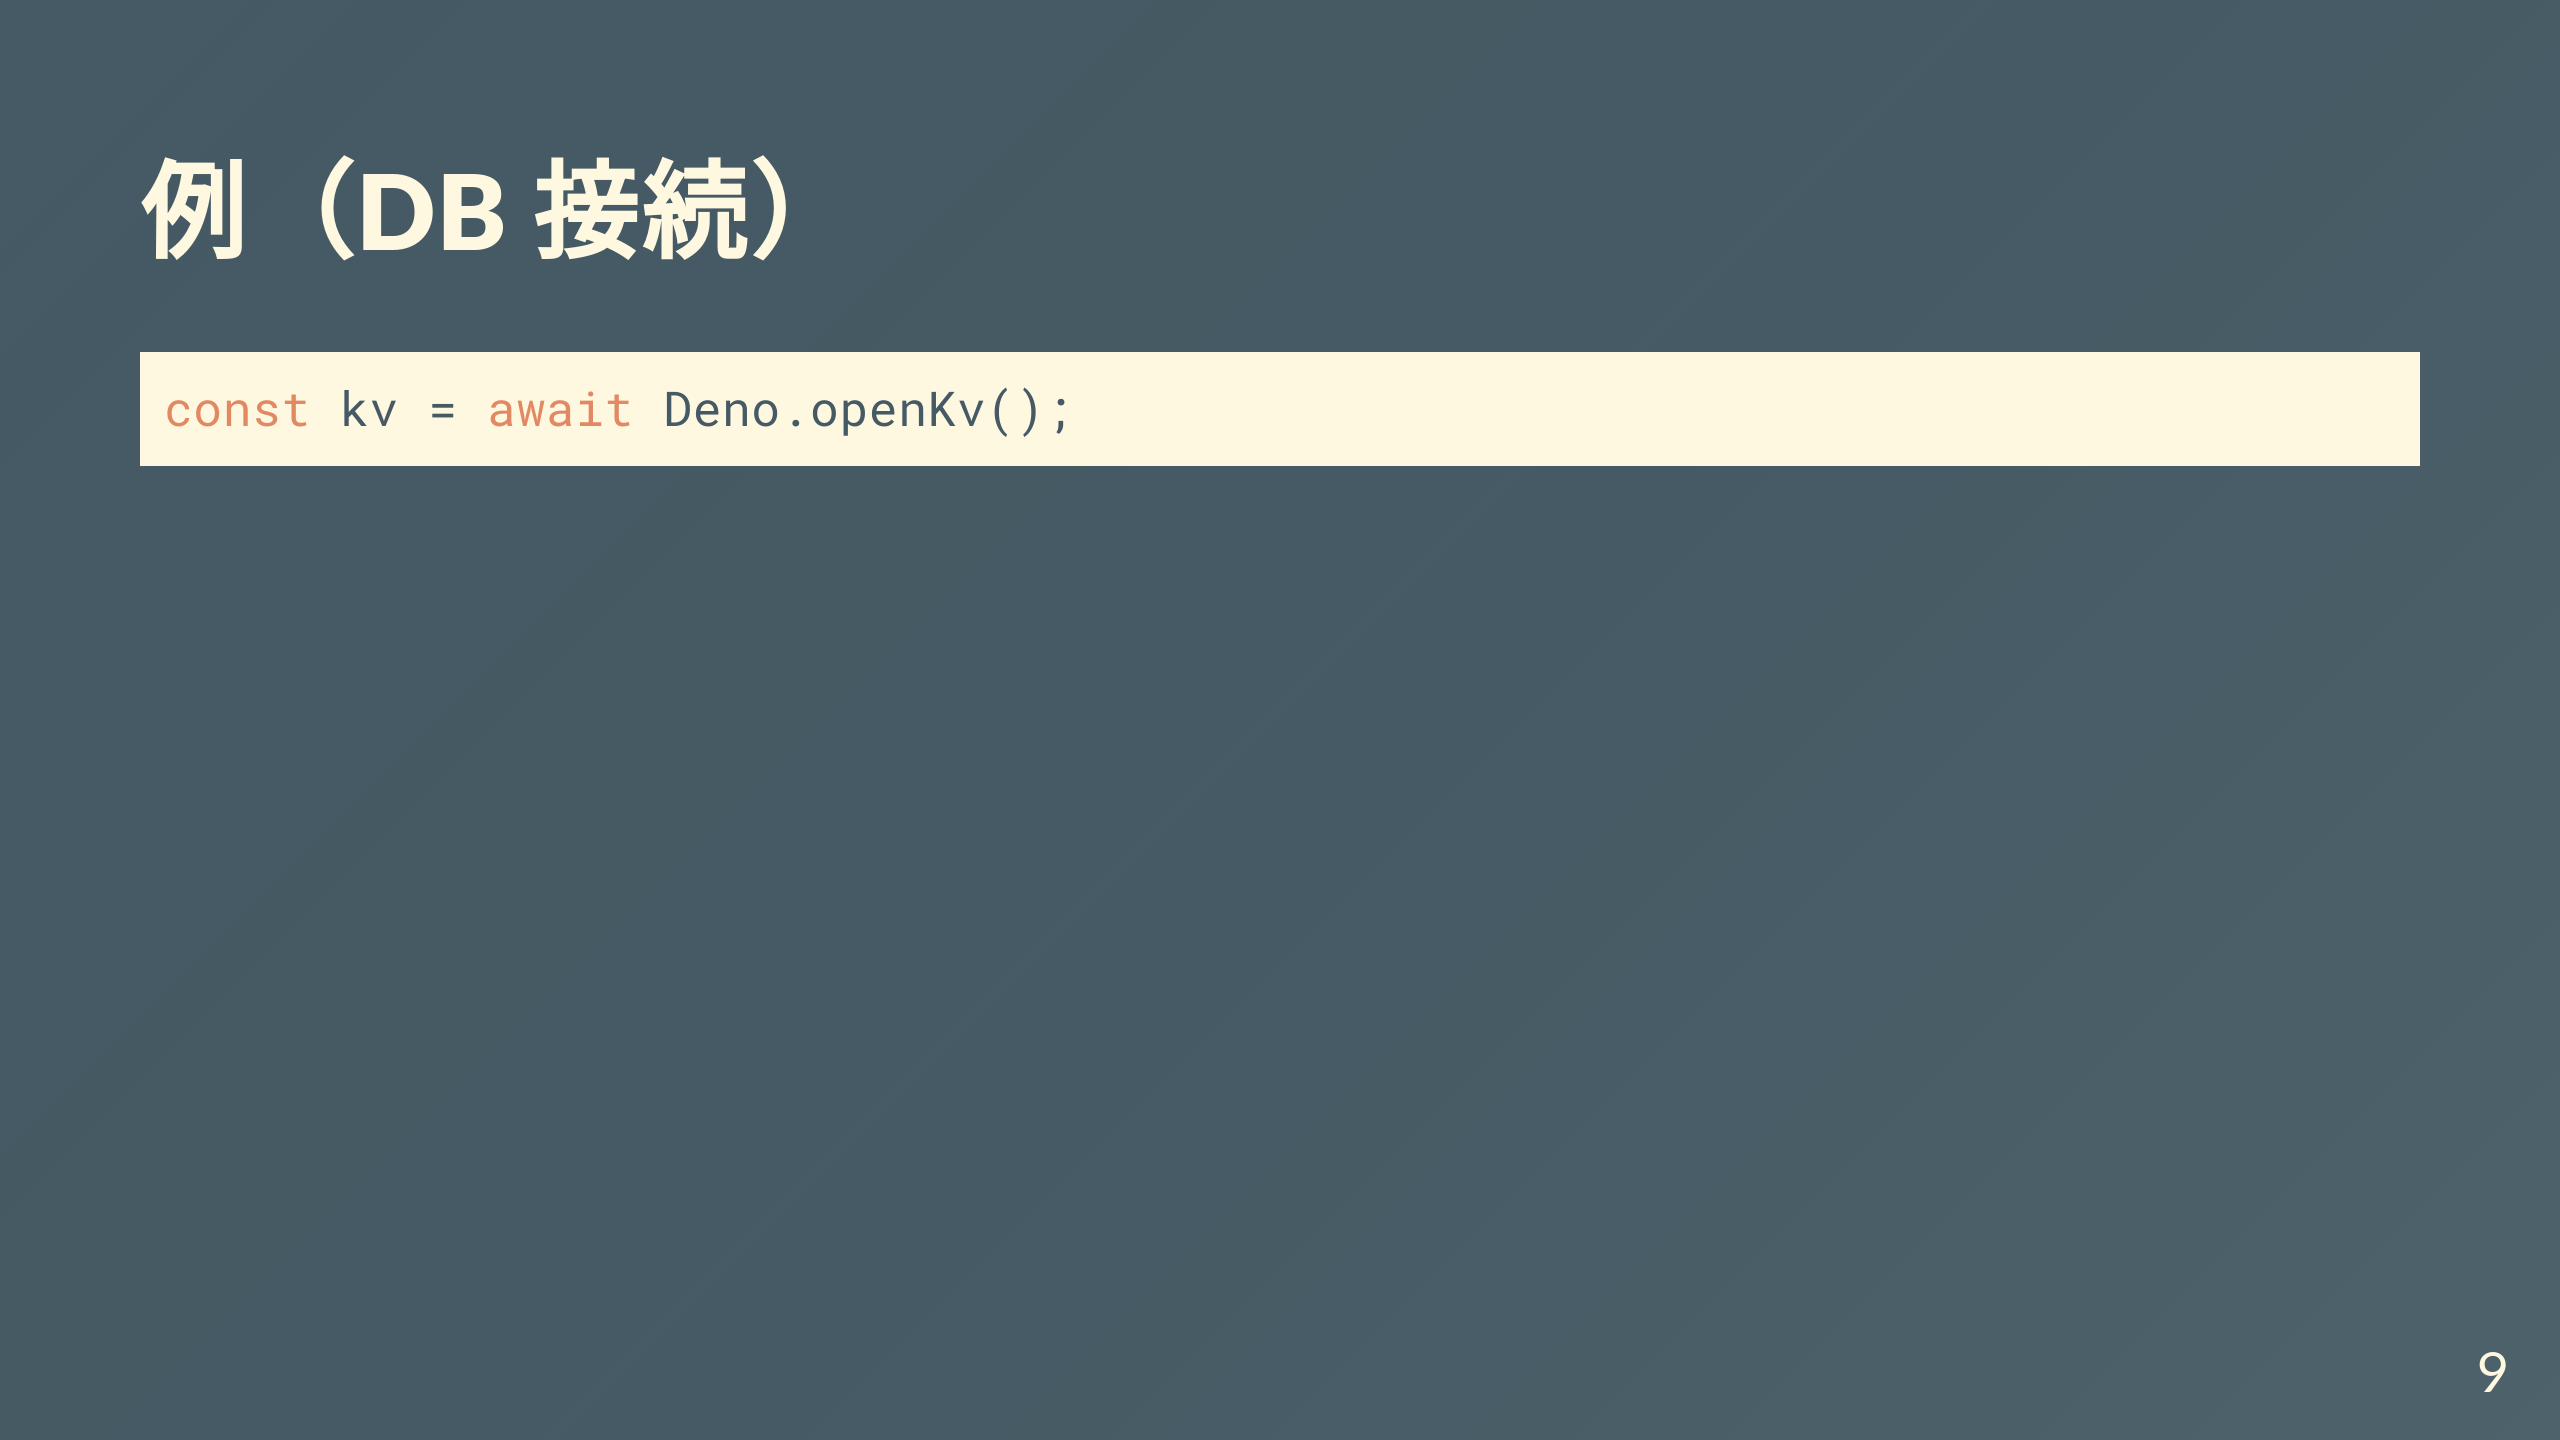 例（DB 接続）
const kv = await Deno.openKv();
9